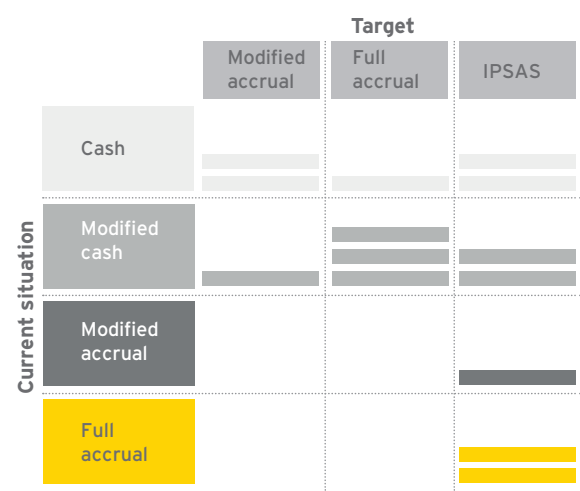 Target
Modified
accrual
Full
accrual
IPSAS
Current situation
Cash
Modified
cash
Modified
accrual
Full
accrual